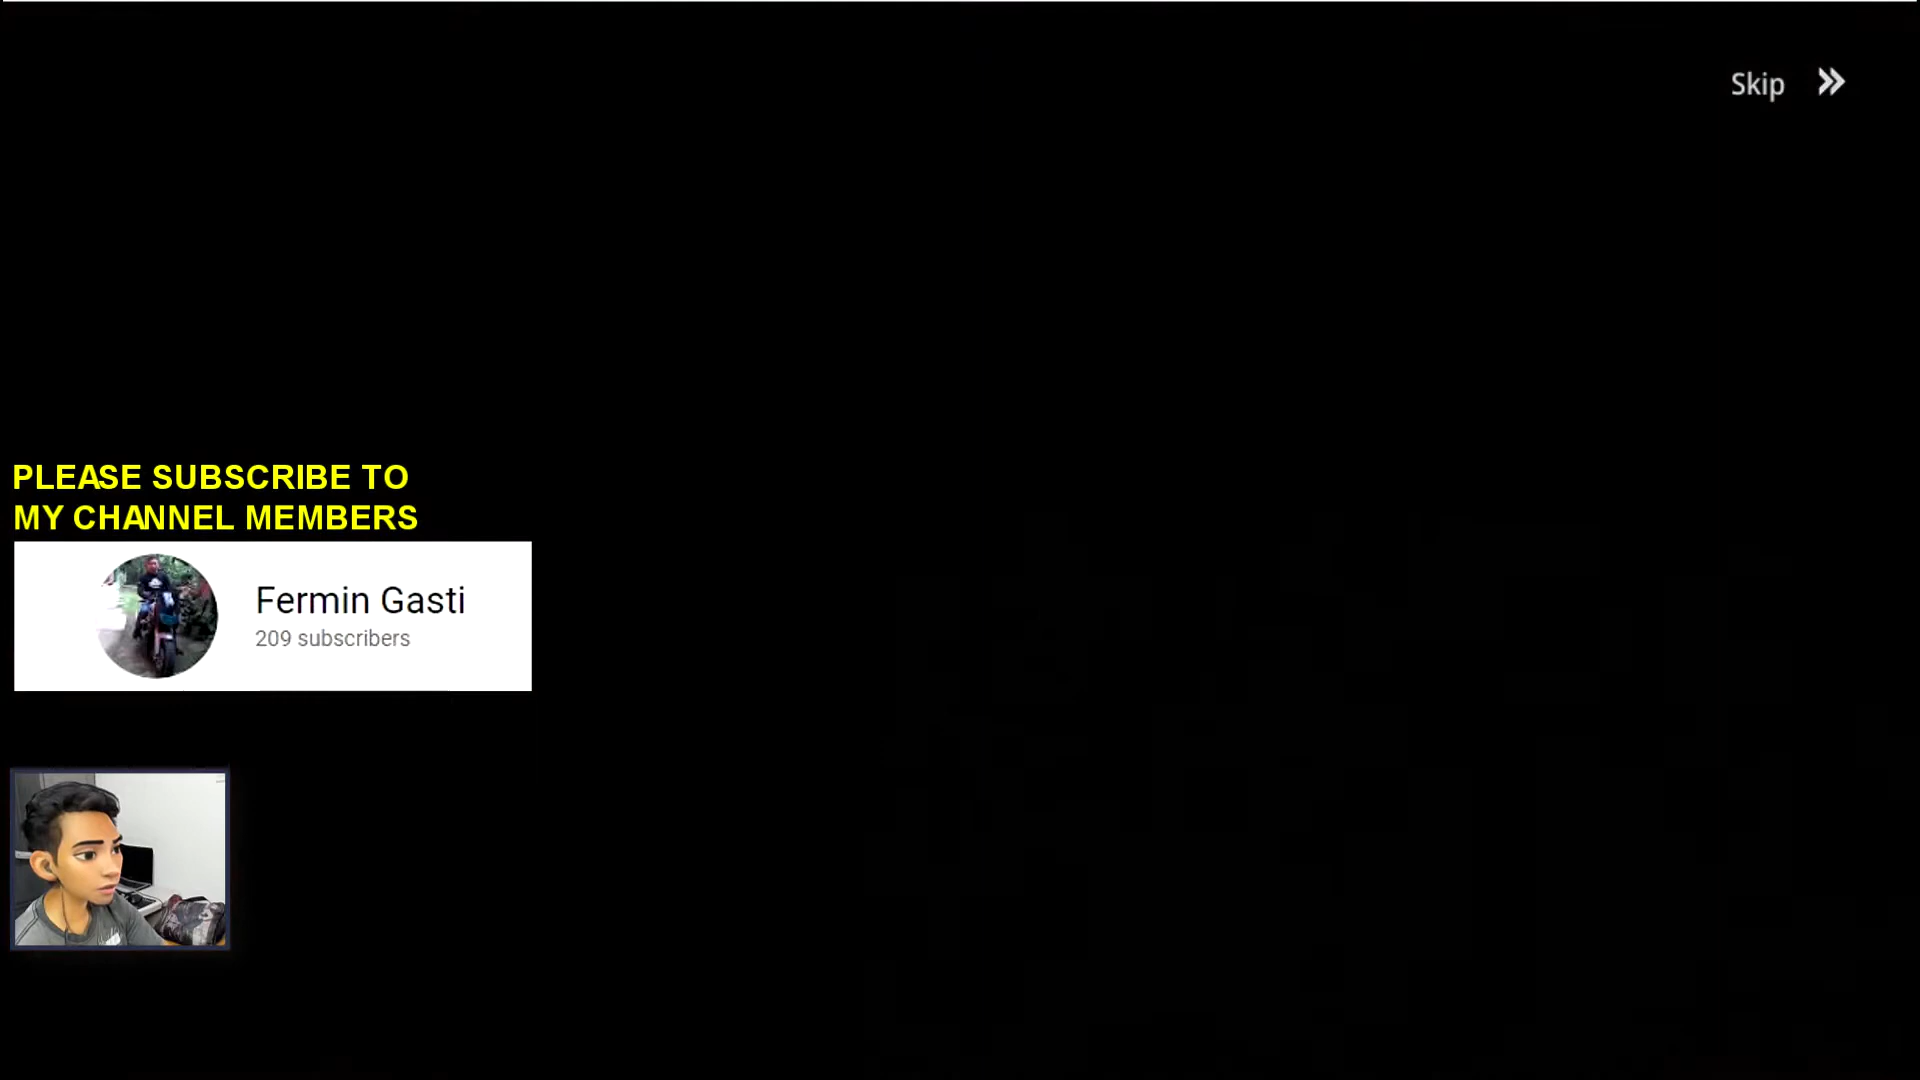 Skip
PLEASE SUBSCRIBE TO
MY CHANNEL MEMBERS
Fermin Gasti
209 subscribers